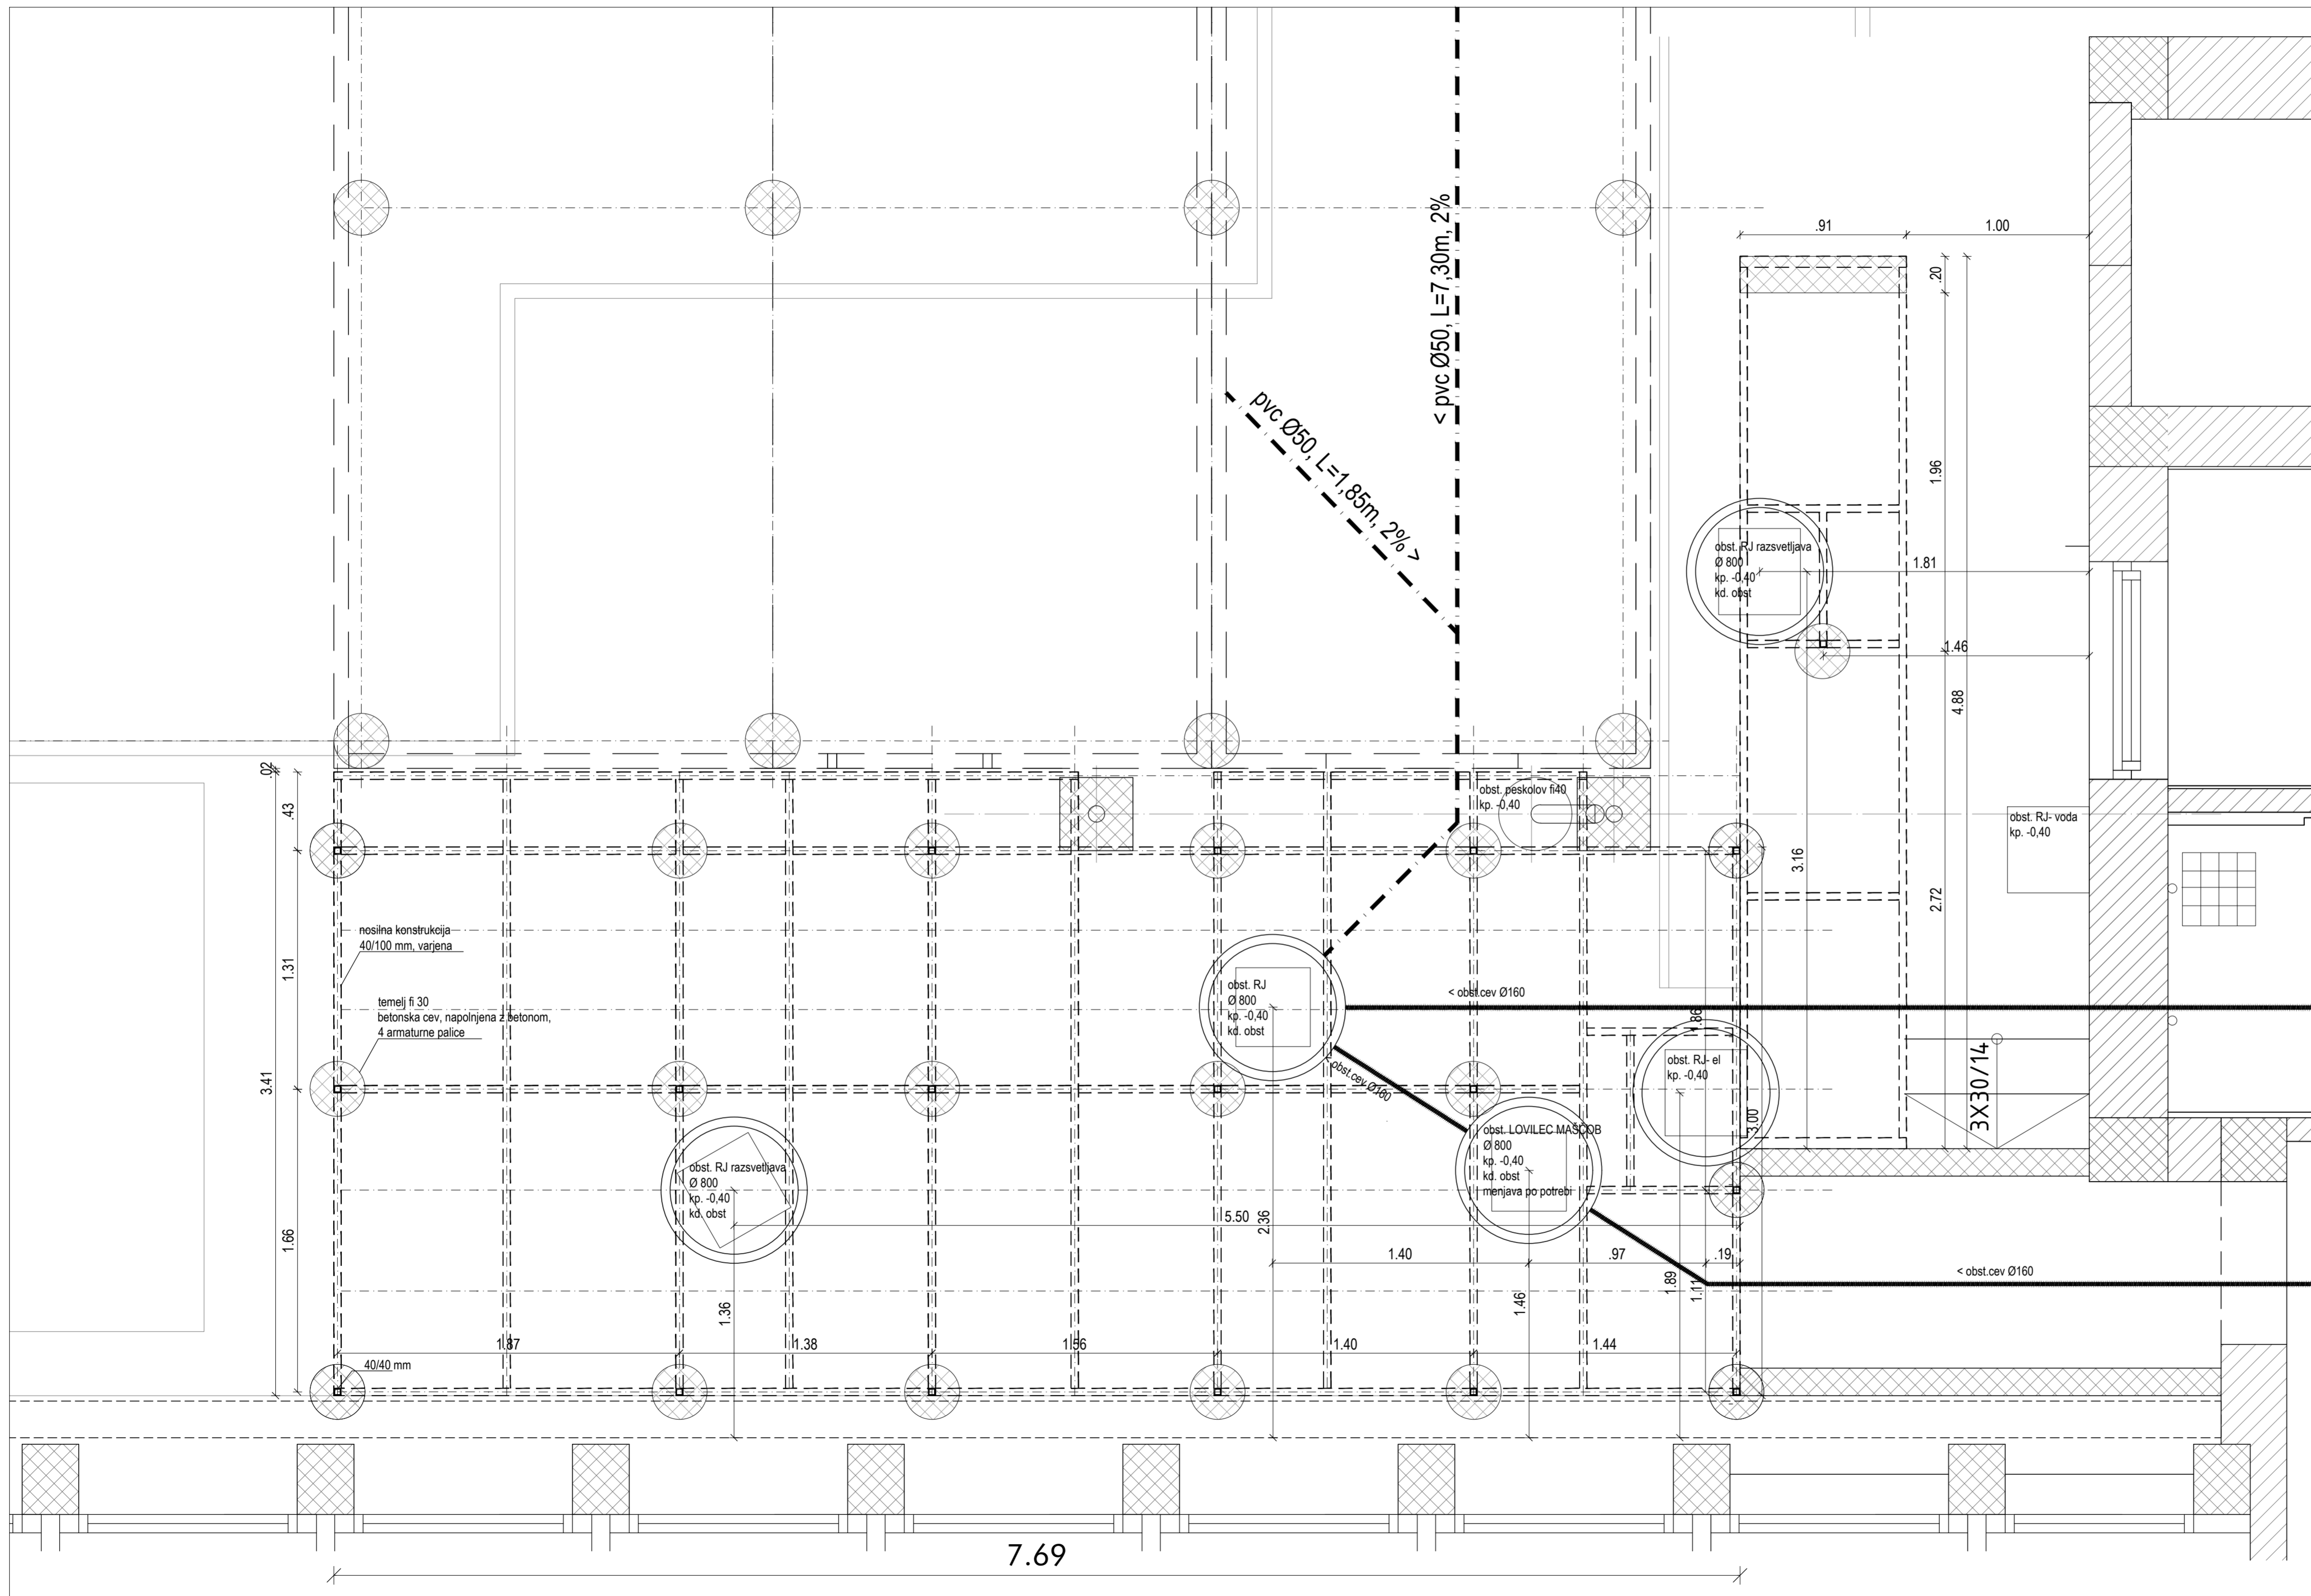 < pvc Ø50, L=7,30m, 2%
pvc Ø50, L=1,85m, 2% >
.91
1.00
.20
1.96
obst. RJ razsvetljava
Ø 800
kp. -0,40
kd. obst
1.81
1.46
4.88
.02
.43
obst. peskolov fi40
kp. -0,40
obst. RJ- voda
kp. -0,40
3.16
2.72
nosilna konstrukcija
40/100 mm, varjena
1.31
temelj fi 30
betonska cev, napolnjena z betonom,
4 armaturne palice
obst. RJ
Ø 800
kp. -0,40
kd. obst
< obst.cev Ø160
1.86
3.41
< obst.cev Ø160
obst. RJ- el
kp. -0,40
3X30/14
3.00
obst. LOVILEC MAŠČOB
Ø 800
kp. -0,40
kd. obst
menjava po potrebi
obst. RJ razsvetljava
Ø 800
kp. -0,40
kd. obst
1.66
5.50
2.36
1.40
.97
.19
< obst.cev Ø160
1.89
1.11
1.36
1.46
1.87
1.38
1.56
1.40
1.44
40/40 mm
7.69